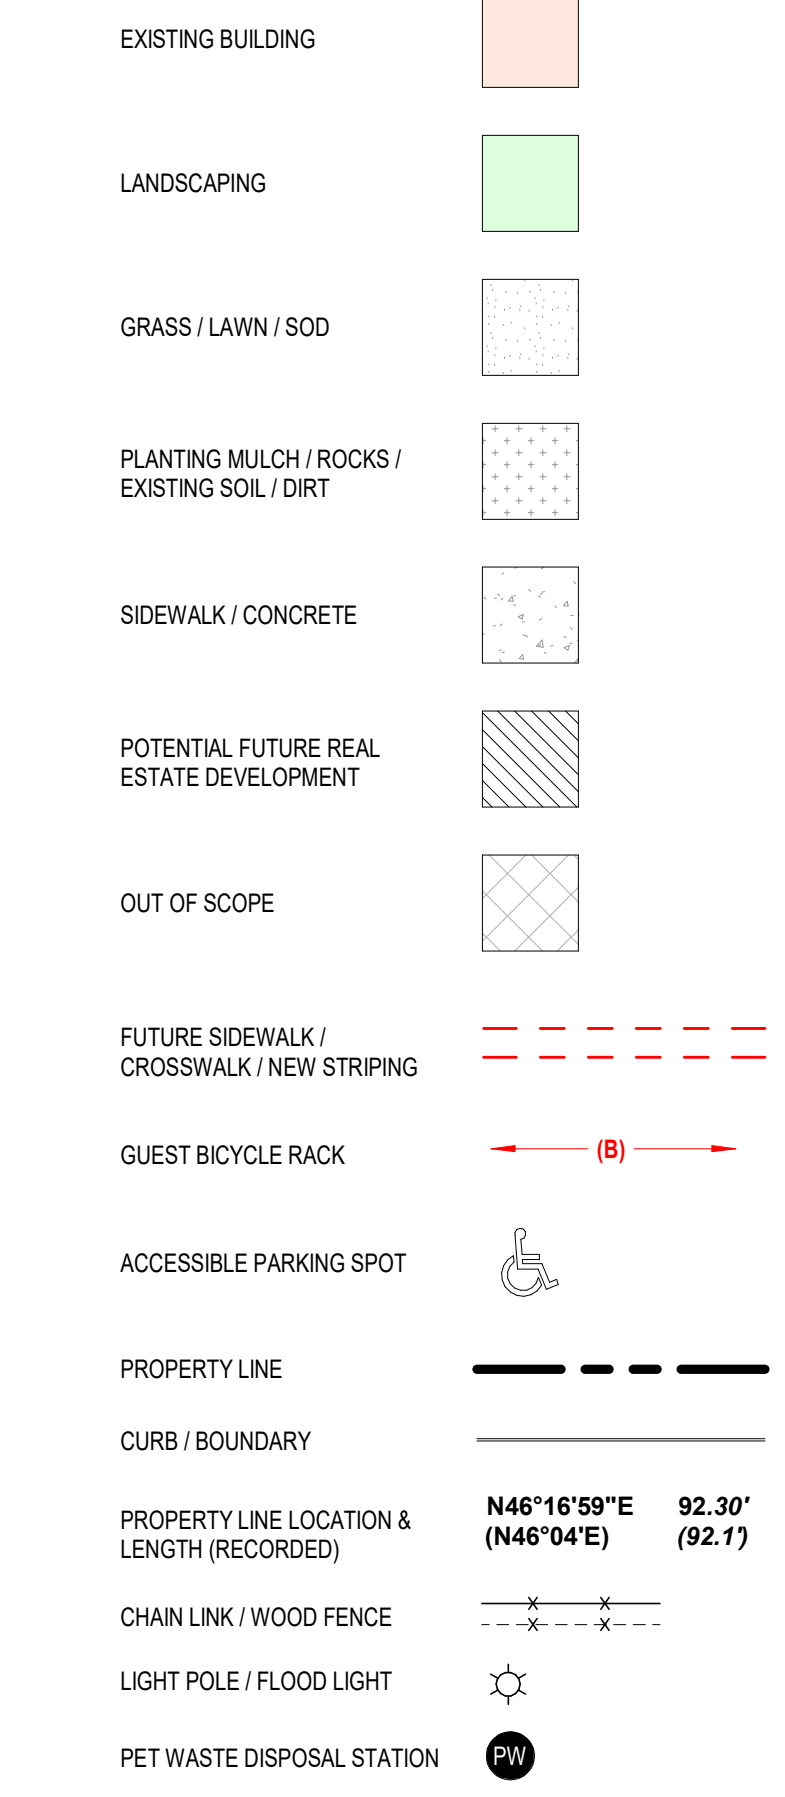 EXISTING BUILDING
LANDSCAPING
GRASS / LAWN / SOD
PLANTING MULCH / ROCKS /
EXISTING SOIL / DIRT
SIDEWALK / CONCRETE
POTENTIAL FUTURE REAL
ESTATE DEVELOPMENT
OUT OF SCOPE
FUTURE SIDEWALK /
CROSSWALK / NEW STRIPING
GUEST BICYCLE RACK (B)
ACCESSIBLE PARKING SPOT
PROPERTY LINE
CURB / BOUNDARY
PROPERTY LINE LOCATION &
LENGTH (RECORDED)
N46°16'59"E 92.30'
(N46°04'E) (92.1')
CHAIN LINK / WOOD FENCE
LIGHT POLE / FLOOD LIGHT
PET WASTE DISPOSAL STATION PW